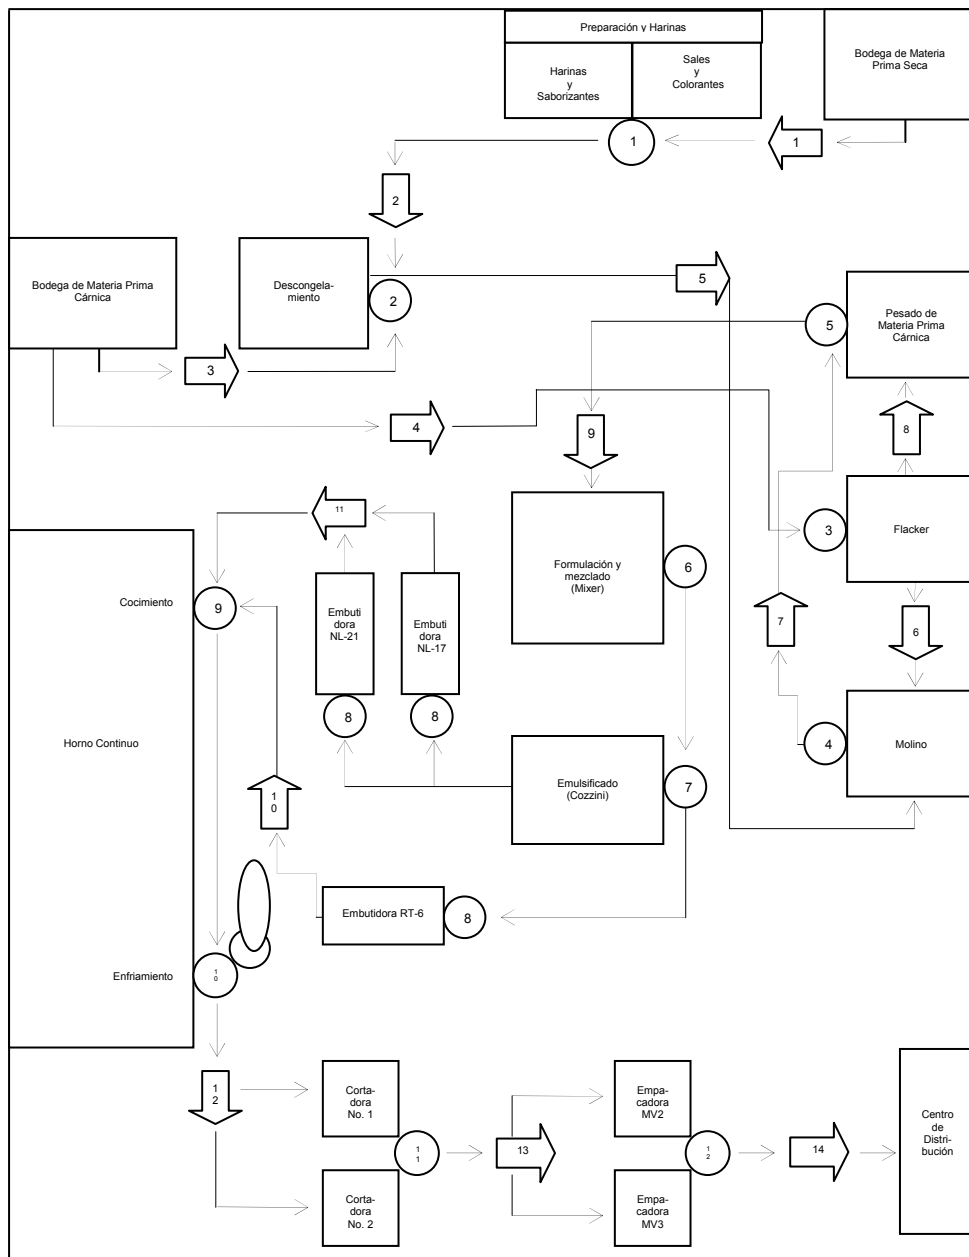 Preparación y Harinas
Harinas
y
Saborizantes
Sales
y
Colorantes
Bodega de Materia
Prima Seca
1
1
2
Bodega de Materia Prima
Cárnica
Descongela-
miento
2
5
3
4
5
Pesado de
Materia Prima
Cárnica
9
8
11
Formulación y
mezclado
(Mixer)
6
3
Flacker
Cocimiento
9
Embuti
dora
NL-21
Embuti
dora
NL-17
7
6
8
8
Horno Continuo
Emulsificado
(Cozzini)
7
4
Molino
1
0
Embutidora RT-6
8
Enfriamiento
1
0
1
2
Corta-
dora
No. 1
Empa-
cadora
MV2
Centro
de
Distri-
bución
1
1
13
1
2
14
Corta-
dora
No. 2
Empa-
cadora
MV3